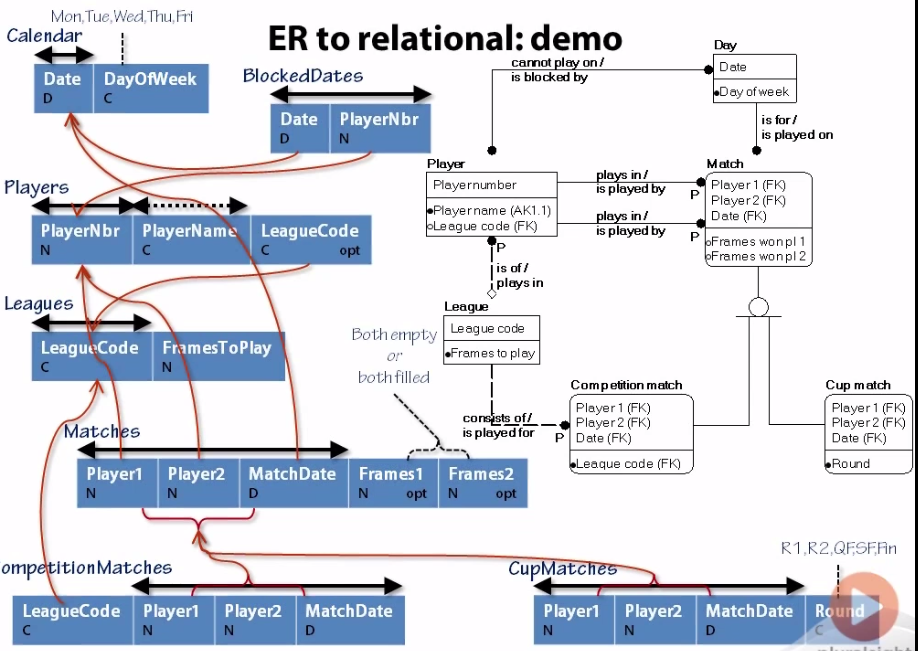 Mon,Tue,Wed,Thu,Fri
ER to relational: demo
Calendar
Date DayOfWeek
D C
BlockedDates
Date PlayerNbr
D N
Players
PlayerNbr PlayerName LeagueCode
N C C opt
Leagues
LeagueCode FramesToPlay
C N
Both empty
or
both filled
Matches
Player1 Player2 MatchDate Frames1 Frames2
N N D N opt N opt
ompetitionMatches
LeagueCode Player1 Player2 MatchDate
C N N D
CupMatches
R1,R2,QF,SF,Fin
Player1 Player2 MatchDate Round
N N D C
Day
Date
Day of week
cannot play on /
is blocked by
is for /
is played on
Player
Playernumber
Player name (AK1.1)
League code (FK)
plays in /
is played by
P
plays in /
is played by
P
Match
Player 1 (FK)
Player 2 (FK)
Date (FK)
Frames won pl 1
Frames won pl 2
P
is of /
plays in
League
League code
Frames to play
consists of /
is played for
P
Competition match
Player 1 (FK)
Player 2 (FK)
Date (FK)
League code (FK)
Cup match
Player 1 (FK)
Player 2 (FK)
Date (FK)
Round